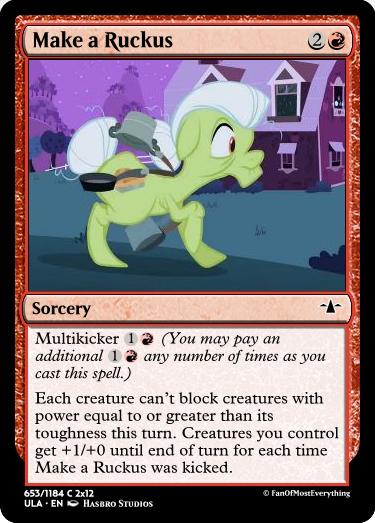 Make a Ruckus 2
Sorcery
Multikicker 1 (You may pay an
additional 1 any number of times as you
cast this spell.)
Each creature can't block creatures with
power equal to or greater than its
toughness this turn. Creatures you control
get +1/+0 until end of turn for each time
Make a Ruckus was kicked.
653/1184 C 2x12
ULA · EN HASBRO STUDIOS © FanOfMostEverything